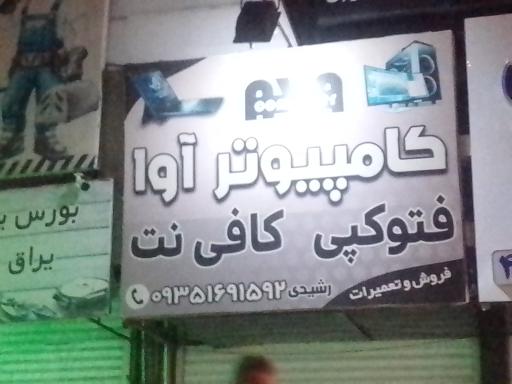 کامپیوتر آوا
فتوکپی کافی نت
فروش و تعمیرات
رشیدی ۰۹۳۵۱۶۹۱۵۹۲
بورس
یراق